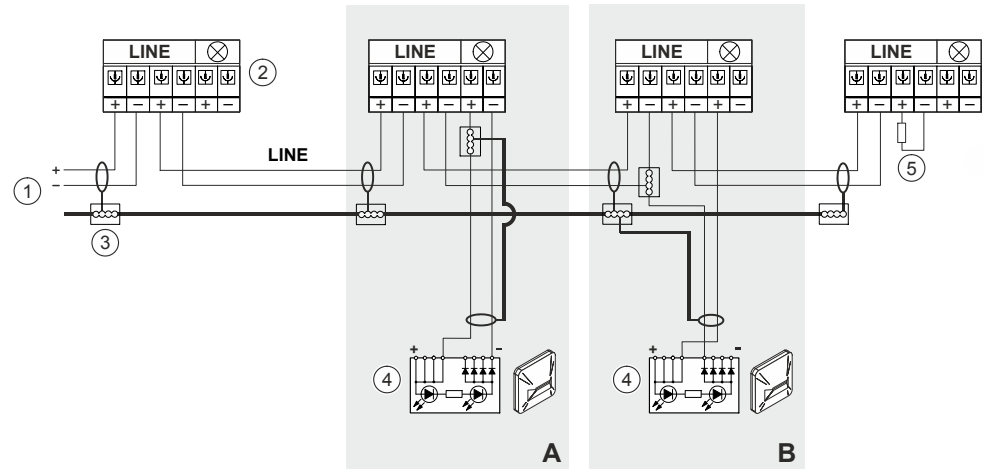 LINE LINE LINE LINE
2
+ − + − + − + − + − + − + − + − + − + − + − + −
LINE
+
1 −
5
3
+ − + −
4 4
A B